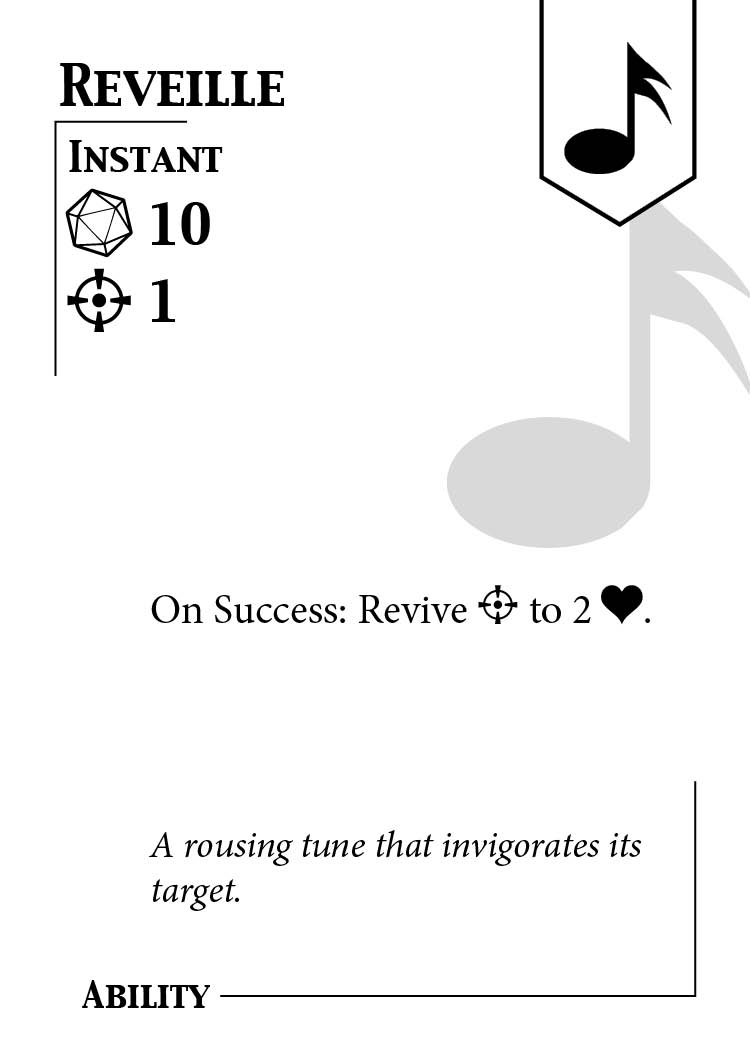 Reveille
Instant
10
1
On Success: Revive to 2 .
A rousing tune that invigorates its
target.
Ability